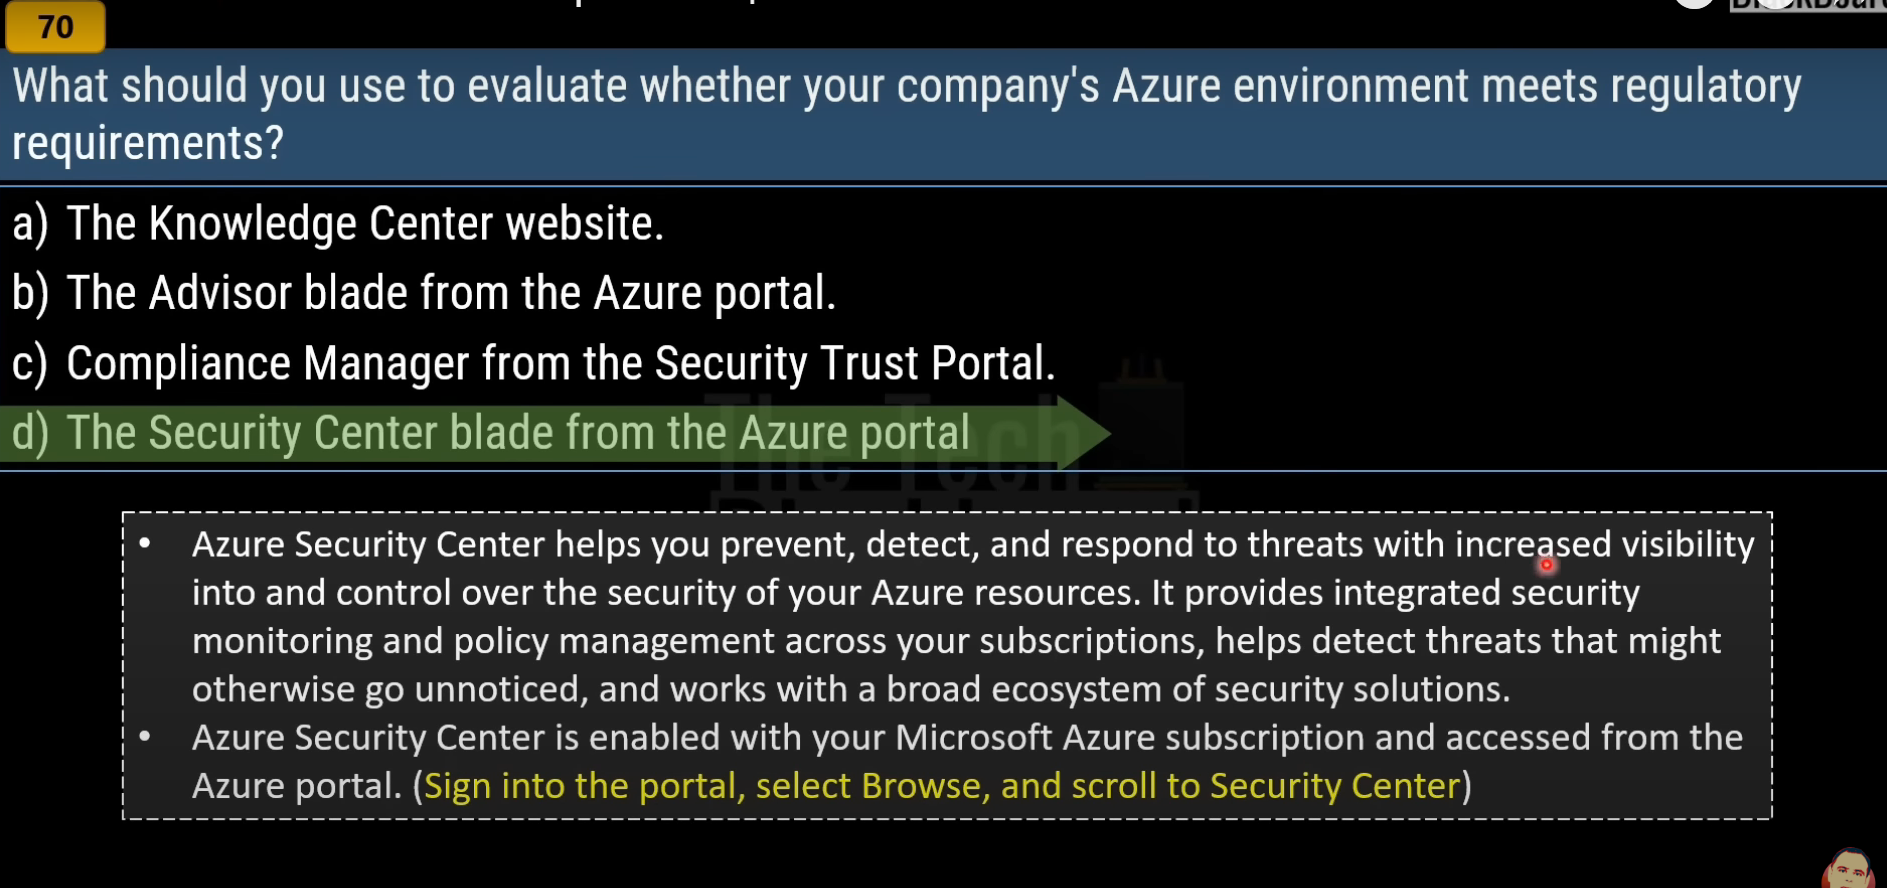 70
What should you use to evaluate whether your company's Azure environment meets regulatory
requirements?
a) The Knowledge Center website.
b) The Advisor blade from the Azure portal.
c) Compliance Manager from the Security Trust Portal.
d) The Security Center blade from the Azure portal
The Tech
• Azure Security Center helps you prevent, detect, and respond to threats with increased visibility
into and control over the security of your Azure resources. It provides integrated security
monitoring and policy management across your subscriptions, helps detect threats that might
otherwise go unnoticed, and works with a broad ecosystem of security solutions.
• Azure Security Center is enabled with your Microsoft Azure subscription and accessed from the
Azure portal. (Sign into the portal, select Browse, and scroll to Security Center)